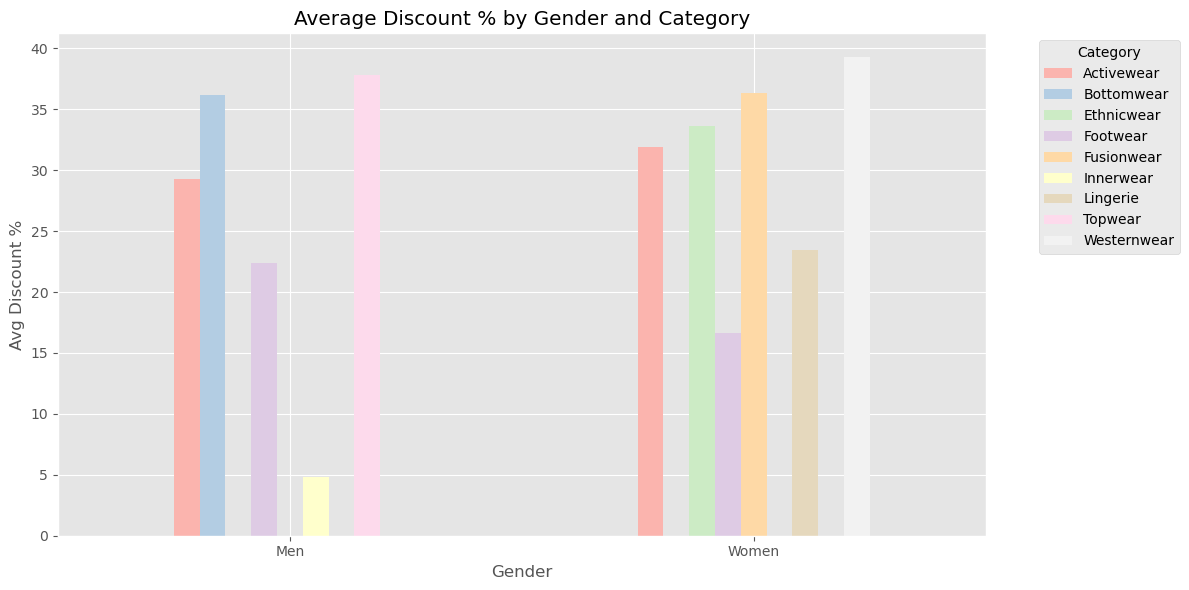 Average Discount % by Gender and Category
Avg Discount %
40
35
30
25
20
15
10
5
0
Men
Women
Gender
Category
Activewear
Bottomwear
Ethnicwear
Footwear
Fusionwear
Innerwear
Lingerie
Topwear
Westernwear